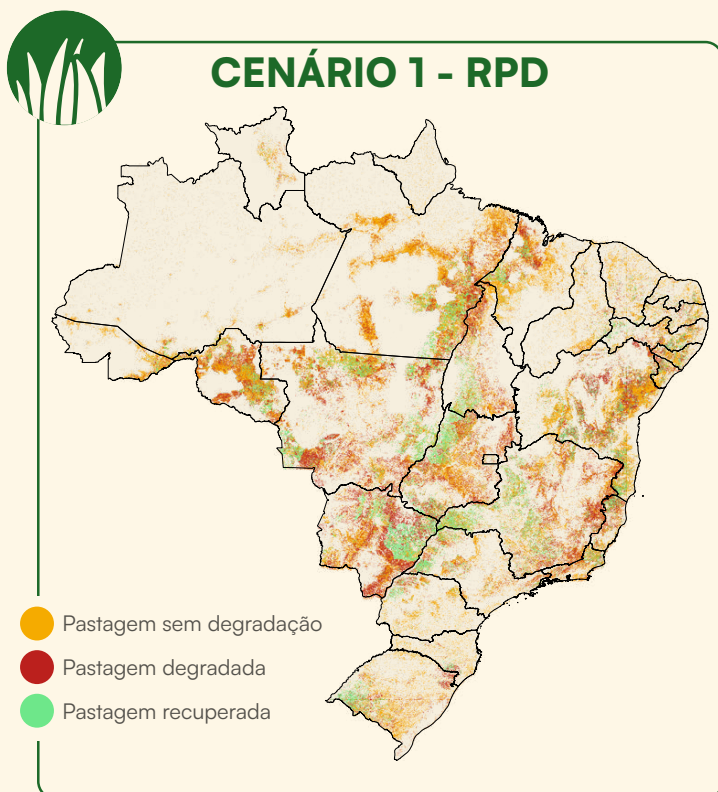 CENÁRIO 1 - RPD
Pastagem sem degradação
Pastagem degradada
Pastagem recuperada